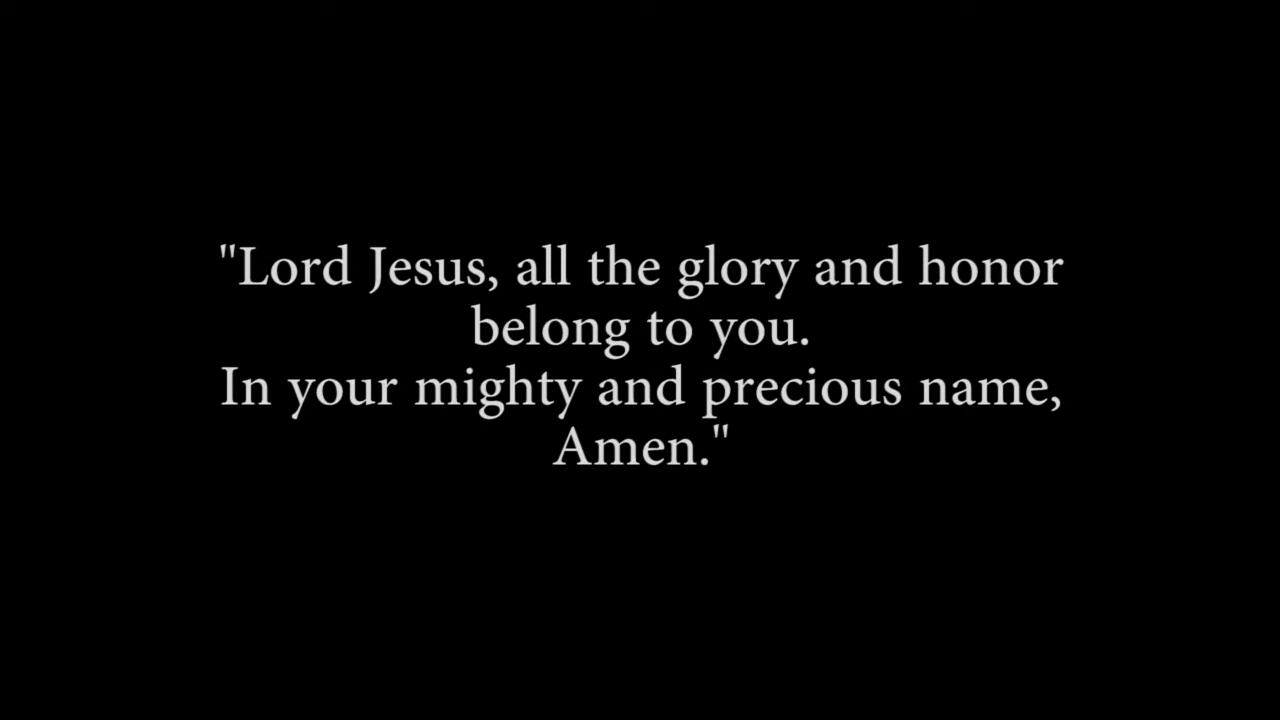 "Lord Jesus, all the glory and honor
belong to you.
In your mighty and precious name,
Amen."